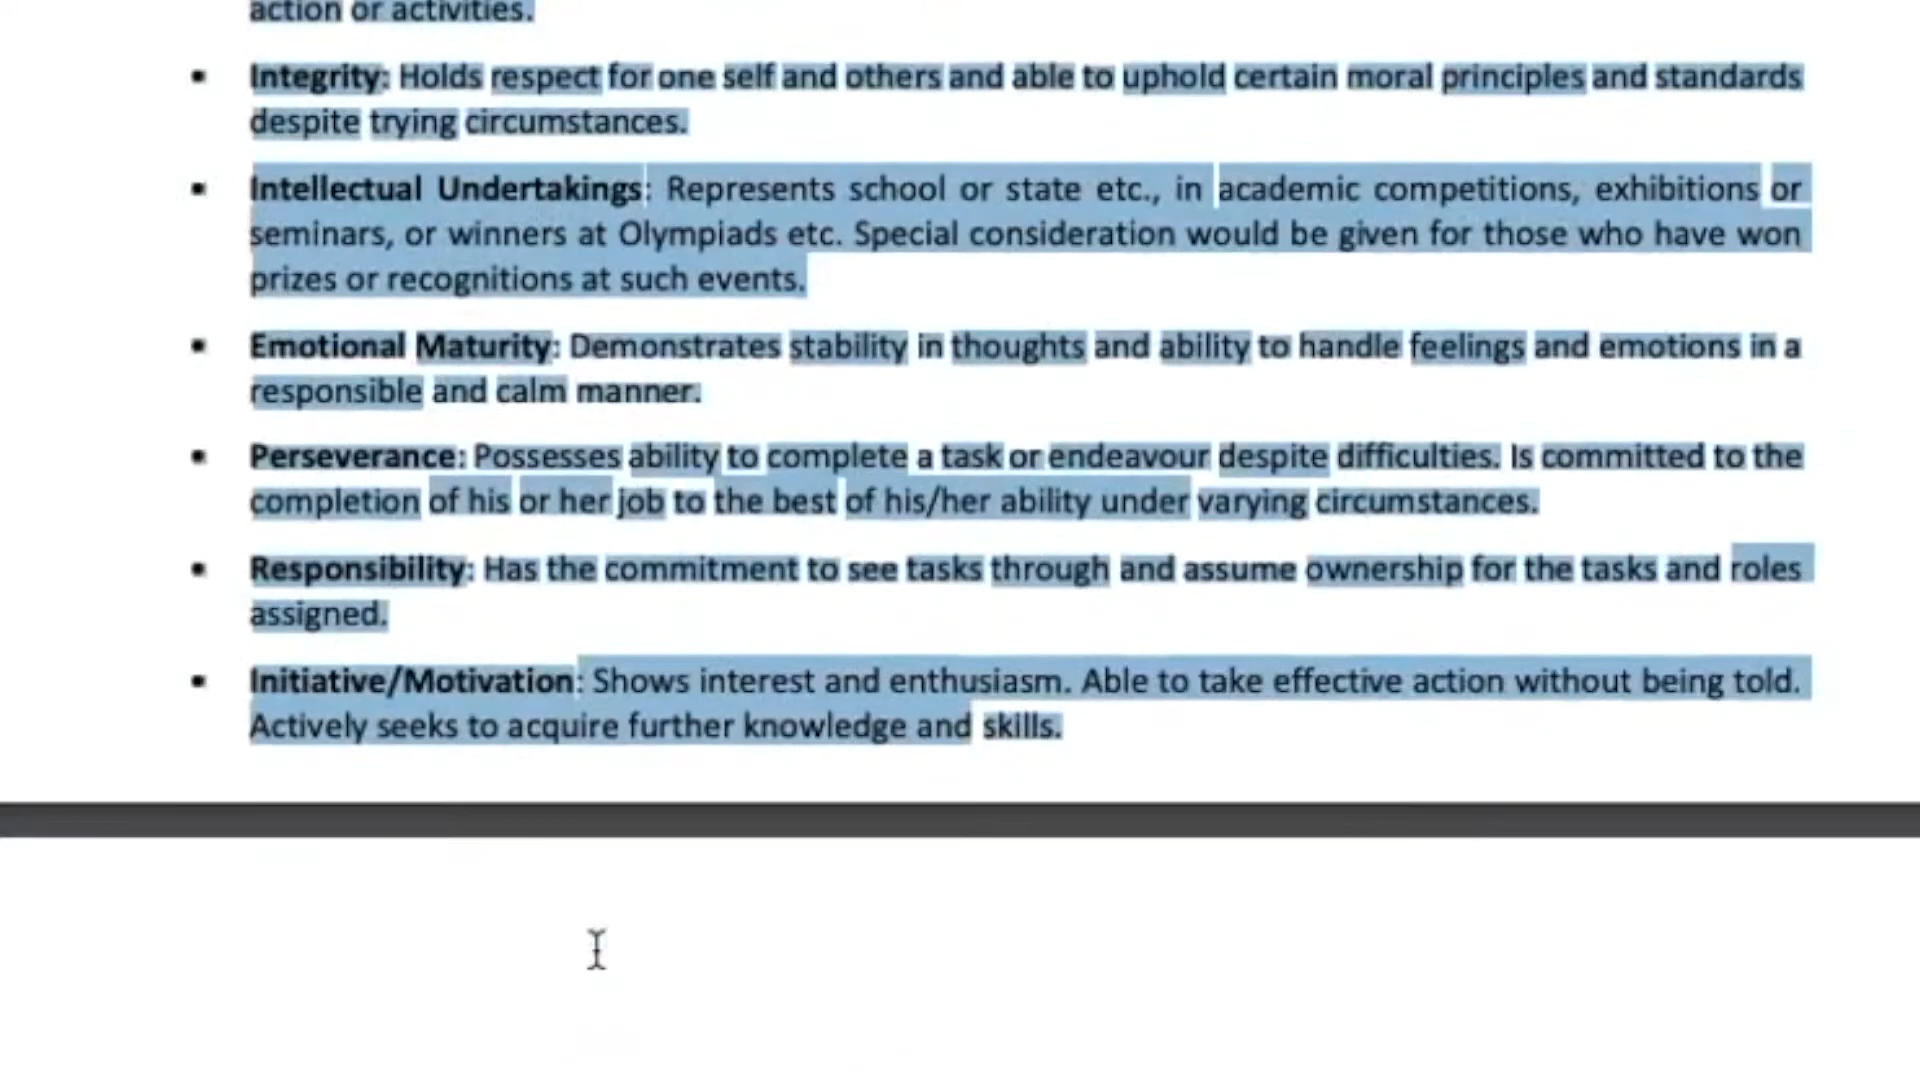 action or activities.
▪ Integrity: Holds respect for one self and others and able to uphold certain moral principles and standards
despite trying circumstances.
▪ Intellectual Undertakings: Represents school or state etc., in academic competitions, exhibitions or
seminars, or winners at Olympiads etc. Special consideration would be given for those who have won
prizes or recognitions at such events.
▪ Emotional Maturity: Demonstrates stability in thoughts and ability to handle feelings and emotions in a
responsible and calm manner.
▪ Perseverance: Possesses ability to complete a task or endeavour despite difficulties. Is committed to the
completion of his or her job to the best of his/her ability under varying circumstances.
▪ Responsibility: Has the commitment to see tasks through and assume ownership for the tasks and roles
assigned.
▪ Initiative/Motivation: Shows interest and enthusiasm. Able to take effective action without being told.
Actively seeks to acquire further knowledge and skills.